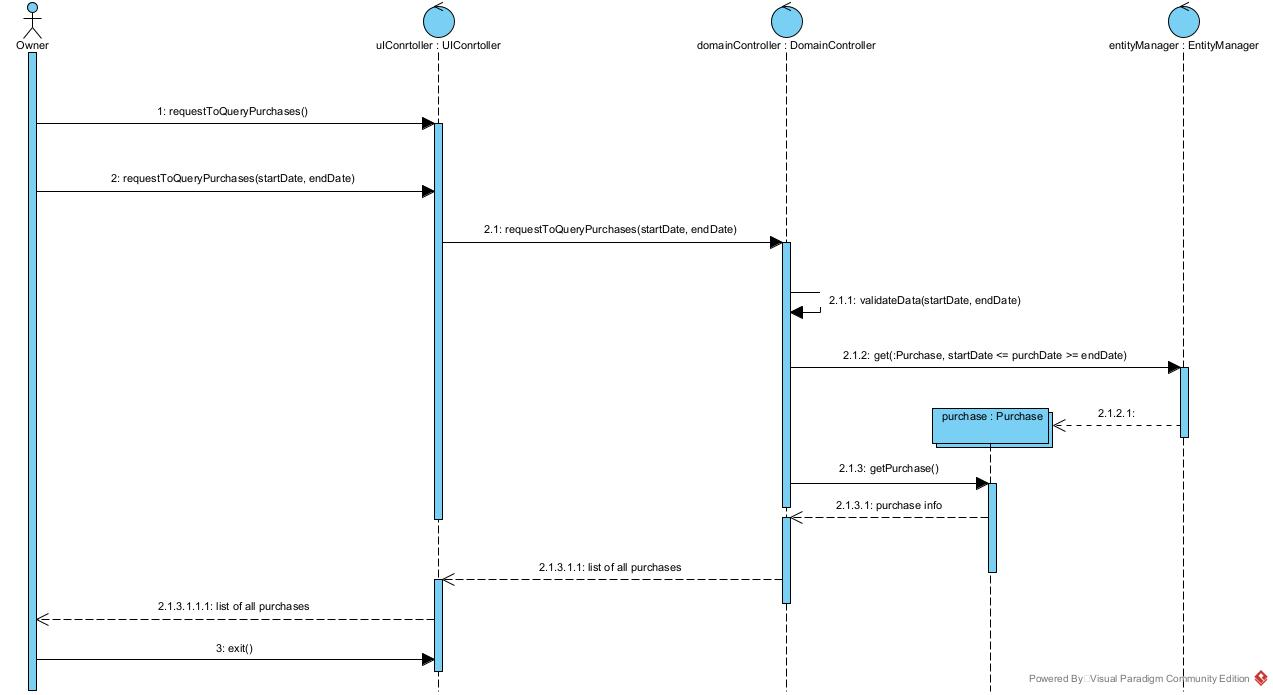 Owner
uIConrtoller : UIConrtoller
domainController : DomainController
entityManager : EntityManager
1: requestToQueryPurchases()
2: requestToQueryPurchases(startDate, endDate)
2.1: requestToQueryPurchases(startDate, endDate)
2.1.1: validateData(startDate, endDate)
2.1.2: get(:Purchase, startDate <= purchDate >= endDate)
purchase : Purchase
2.1.2.1:
2.1.3: getPurchase()
2.1.3.1: purchase info
2.1.3.1.1: list of all purchases
2.1.3.1.1.1: list of all purchases
3: exit()
Powered By Visual Paradigm Community Edition